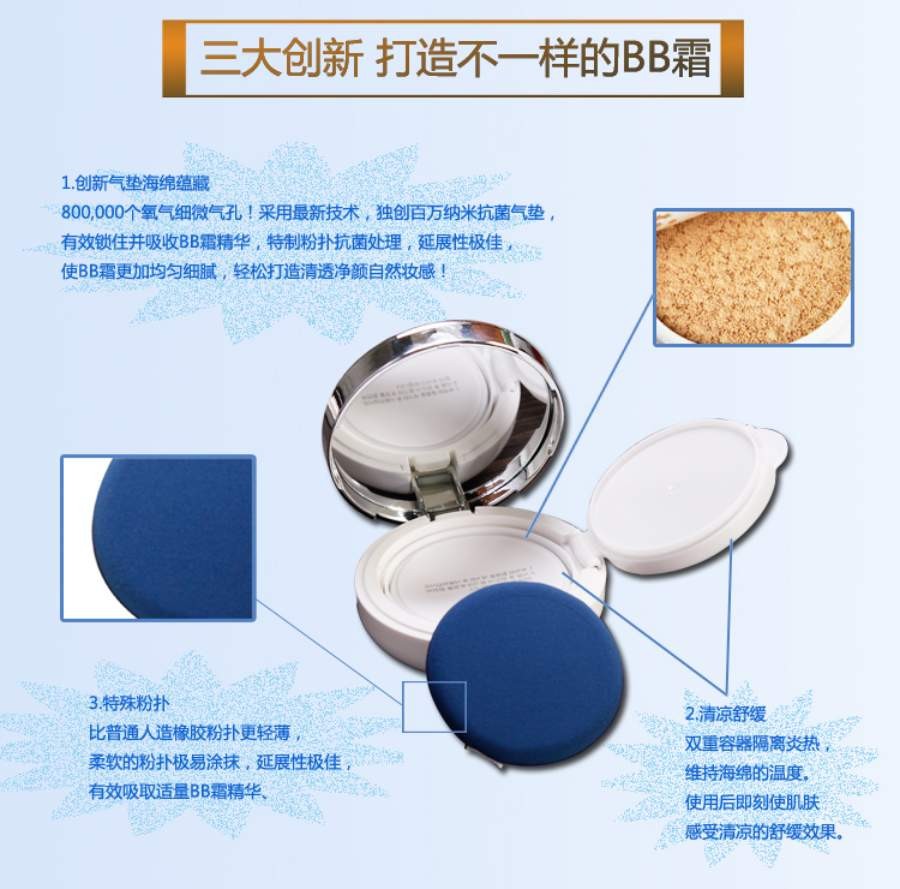 三大创新 打造不一样的BB霜
1.创新气垫海绵蕴藏
800,000个氧气细微气孔！采用最新技术，独创百万纳米抗菌气垫，
有效锁住并吸收BB霜精华，特制粉扑抗菌处理，延展性极佳，
使BB霜更加均匀细腻，轻松打造清透净颜自然妆感！
3.特殊粉扑
比普通人造橡胶粉扑更轻薄，
柔软的粉扑极易涂抹，延展性极佳，
有效吸取适量BB霜精华、
2.清凉舒缓
双重容器隔离炎热，
维持海绵的温度。
使用后即刻使肌肤
感受清凉的舒缓效果。